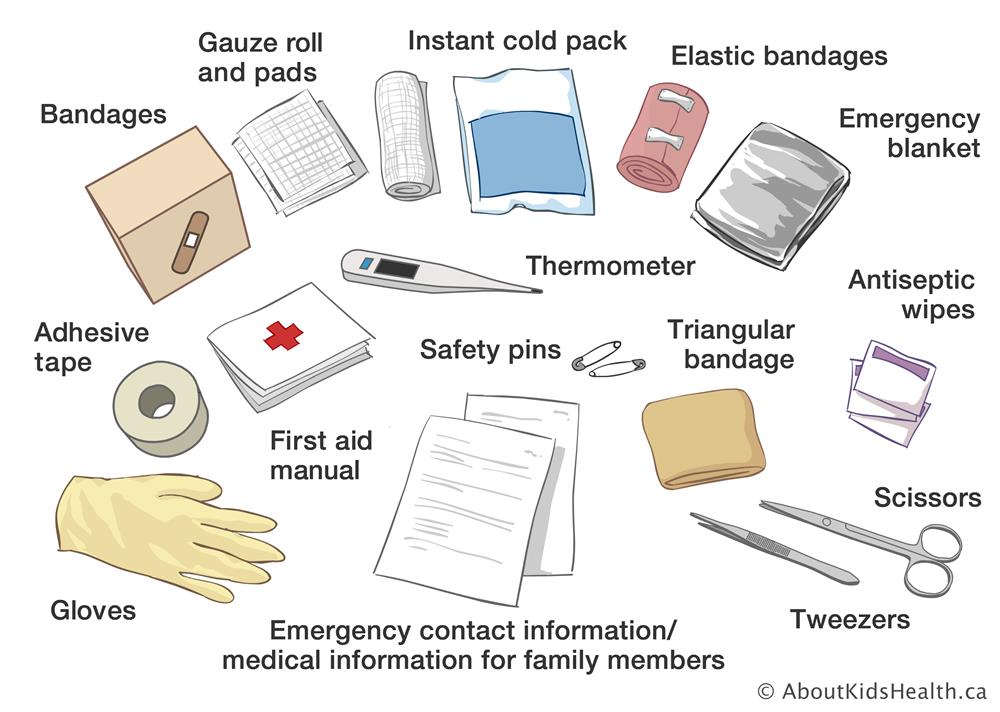 Gauze roll
and pads
Instant cold pack
Elastic bandages
Bandages
Emergency
blanket
Thermometer
Antiseptic
wipes
Adhesive
tape
Safety pins
Triangular
bandage
First aid
manual
Scissors
Gloves
Tweezers
Emergency contact information/
medical information for family members
© AboutKidsHealth.ca